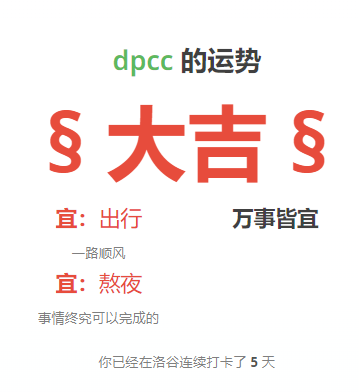 dpcc 的运势
§ 大吉 §
宜：出行
万事皆宜
一路顺风
宜：熬夜
事情终究可以完成的
你已经在洛谷连续打卡了 5 天